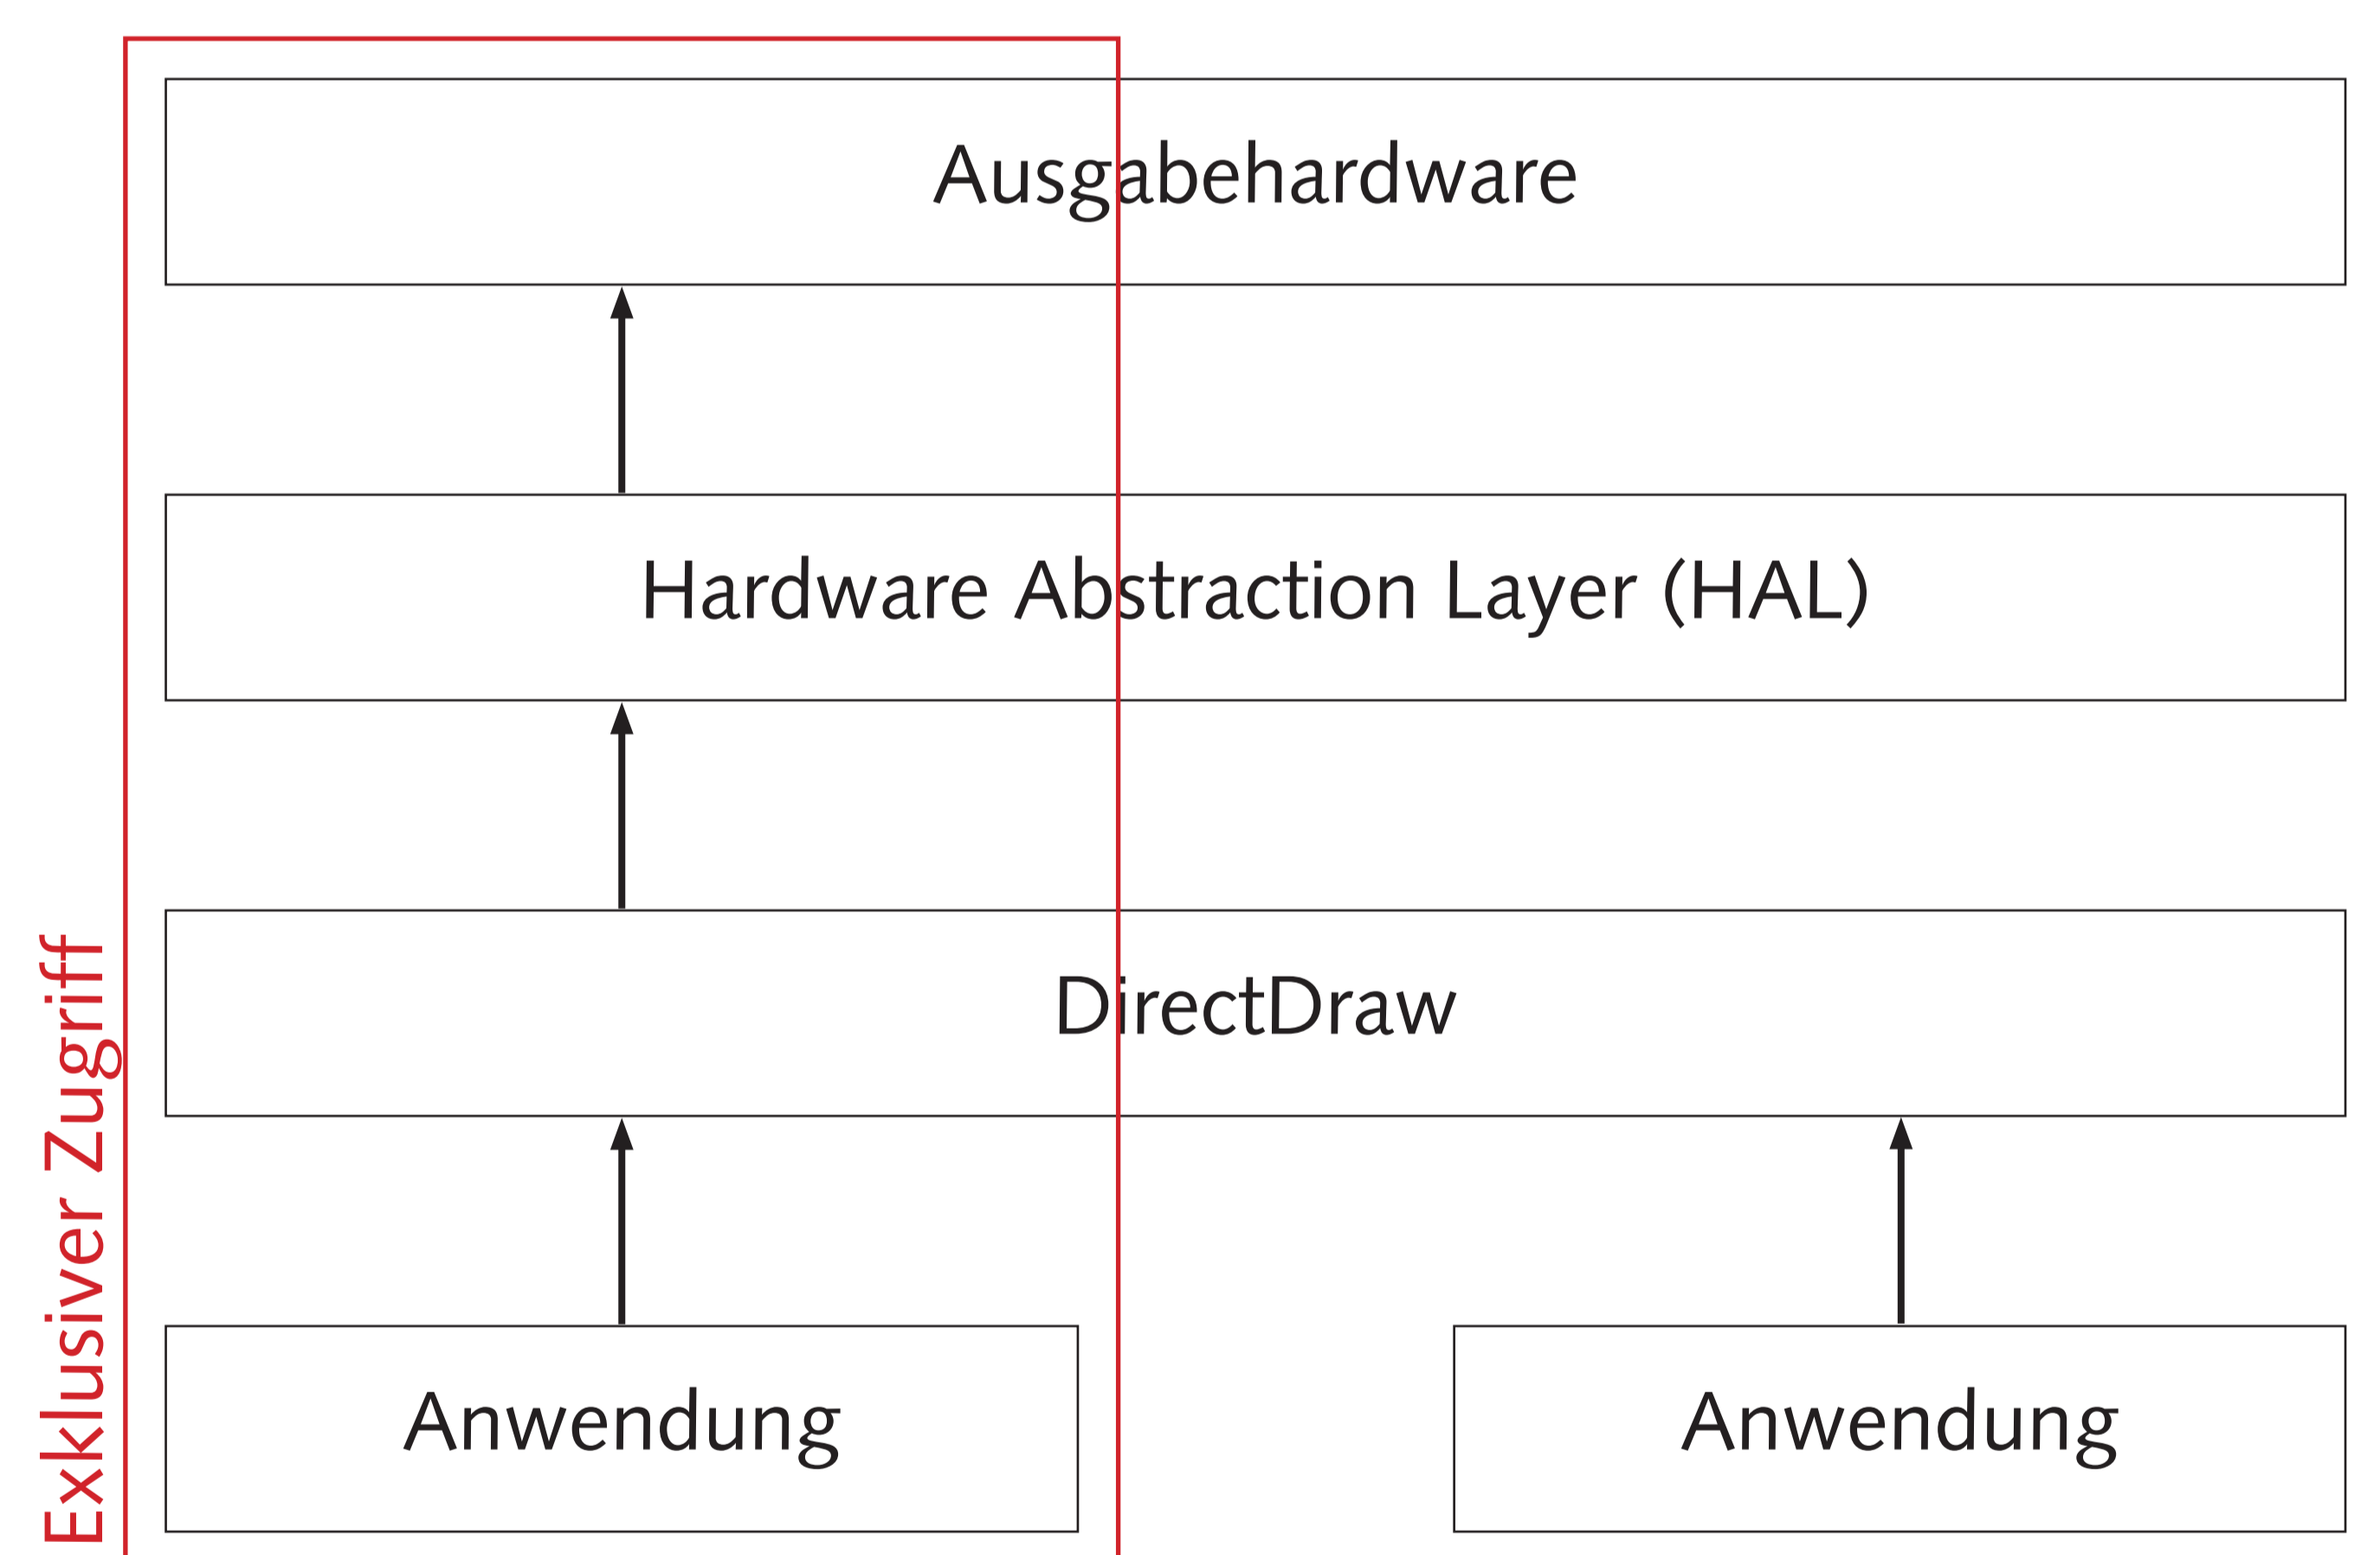 Ausgabehardware
Hardware Abstraction Layer (HAL)
DirectDraw
Exklusiver Zugriff
Anwendung
Anwendung